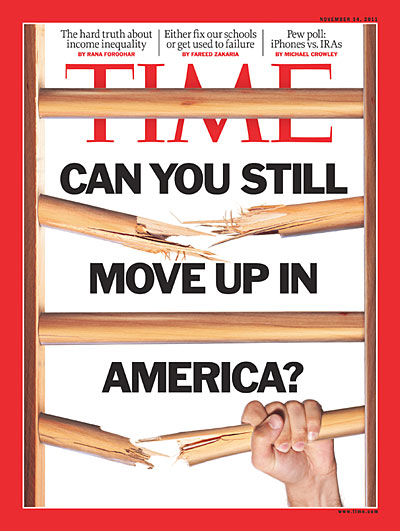 NOVEMBER 14, 2011
The hard truth about
income inequality
BY RANA FOROOHAR
Either fix our schools
or get used to failure
BY FAREED ZAKARIA
Pew poll:
iPhones vs. IRAs
BY MICHAEL CROWLEY
TIME
CAN YOU STILL
MOVE UP IN
AMERICA?
www.time.com